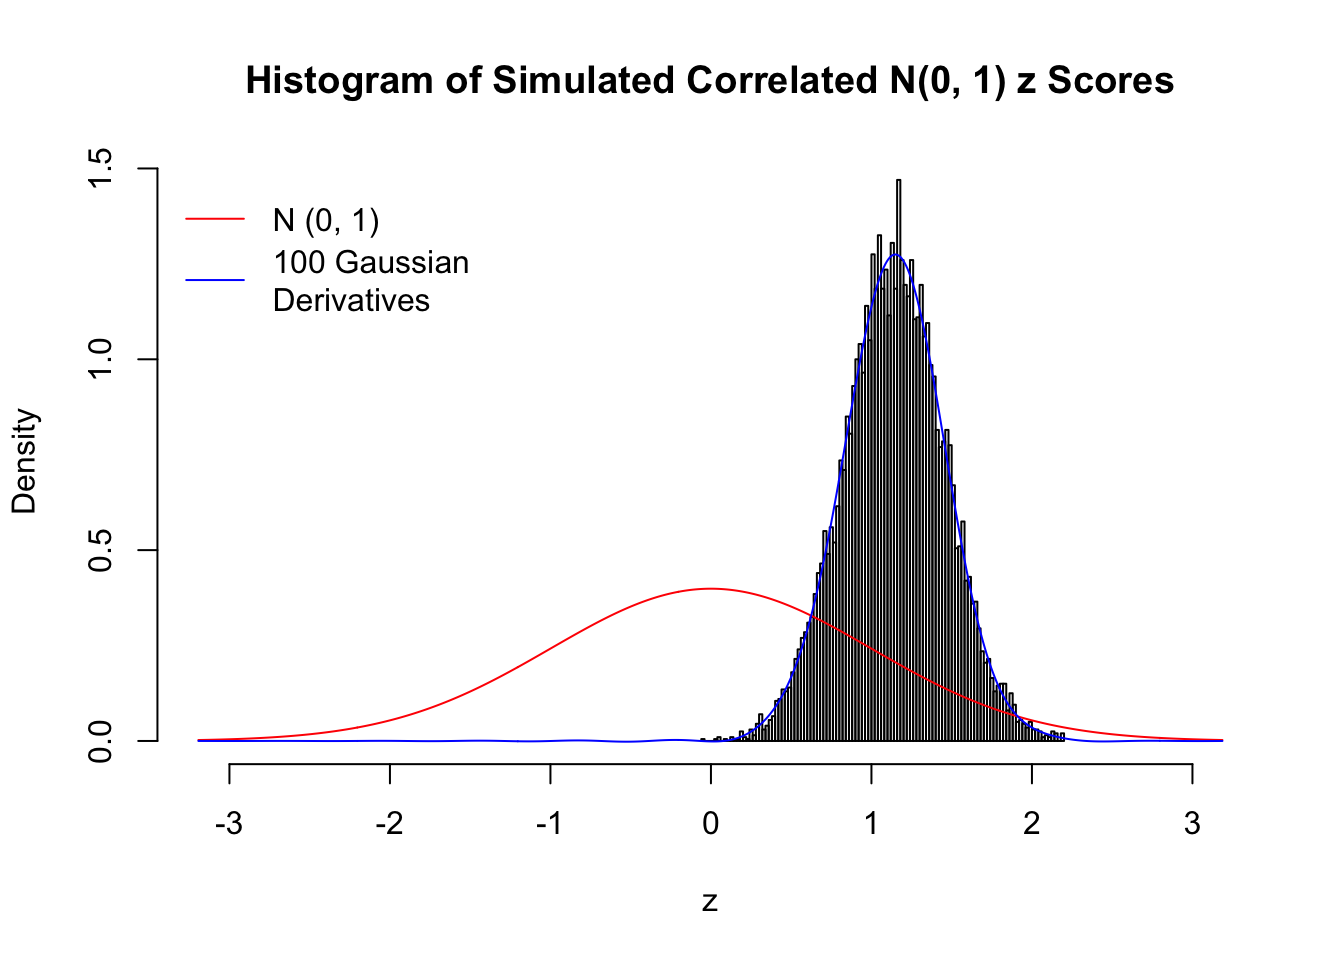 Histogram of Simulated Correlated N(0, 1) z Scores
1.5
1.0
0.5
0.0
Density
N (0, 1)
100 Gaussian
Derivatives
-3 -2 -1 0 1 2 3
z